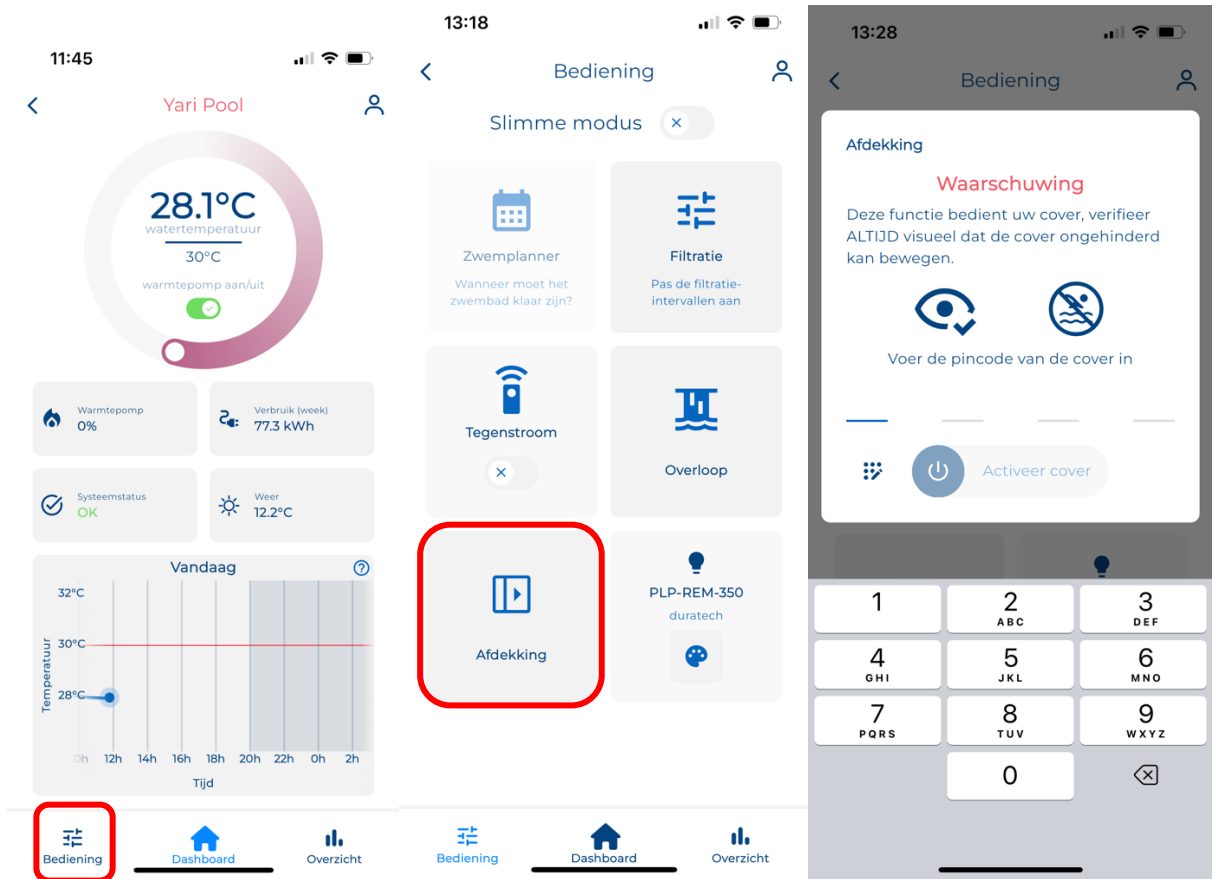 11:45
Yari Pool
28.1°C
watertemperatuur
30°C
warmtepomp aan/uit
Warmtepomp
0%
Verbruik (week)
77.3 kWh
Systeemstatus
OK
Weer
12.2°C
Vandaag
?
32°C
30°C
28°C
Temperatuur
0h 12h 14h 16h 18h 20h 22h 0h 2h
Tijd
Bediening
Dashboard
Overzicht
13:18
Bediening
Slimme modus
Zwemplanner
Wanneer moet het
zwembad klaar zijn?
Filtratie
Pas de filtratie-
intervallen aan
Tegenstroom
Overloop
Afdekking
PLP-REM-350
duratech
Bediening
Dashboard
Overzicht
13:28
Bediening
Afdekking
Waarschuwing
Deze functie bedient uw cover, verifieer
ALTIJD visueel dat de cover ongehinderd
kan bewegen.
Voer de pincode van de cover in
Activeer cover
1
2
ABC
3
DEF
4
GHI
5
JKL
6
MNO
7
PQRS
8
TUV
9
WXYZ
0